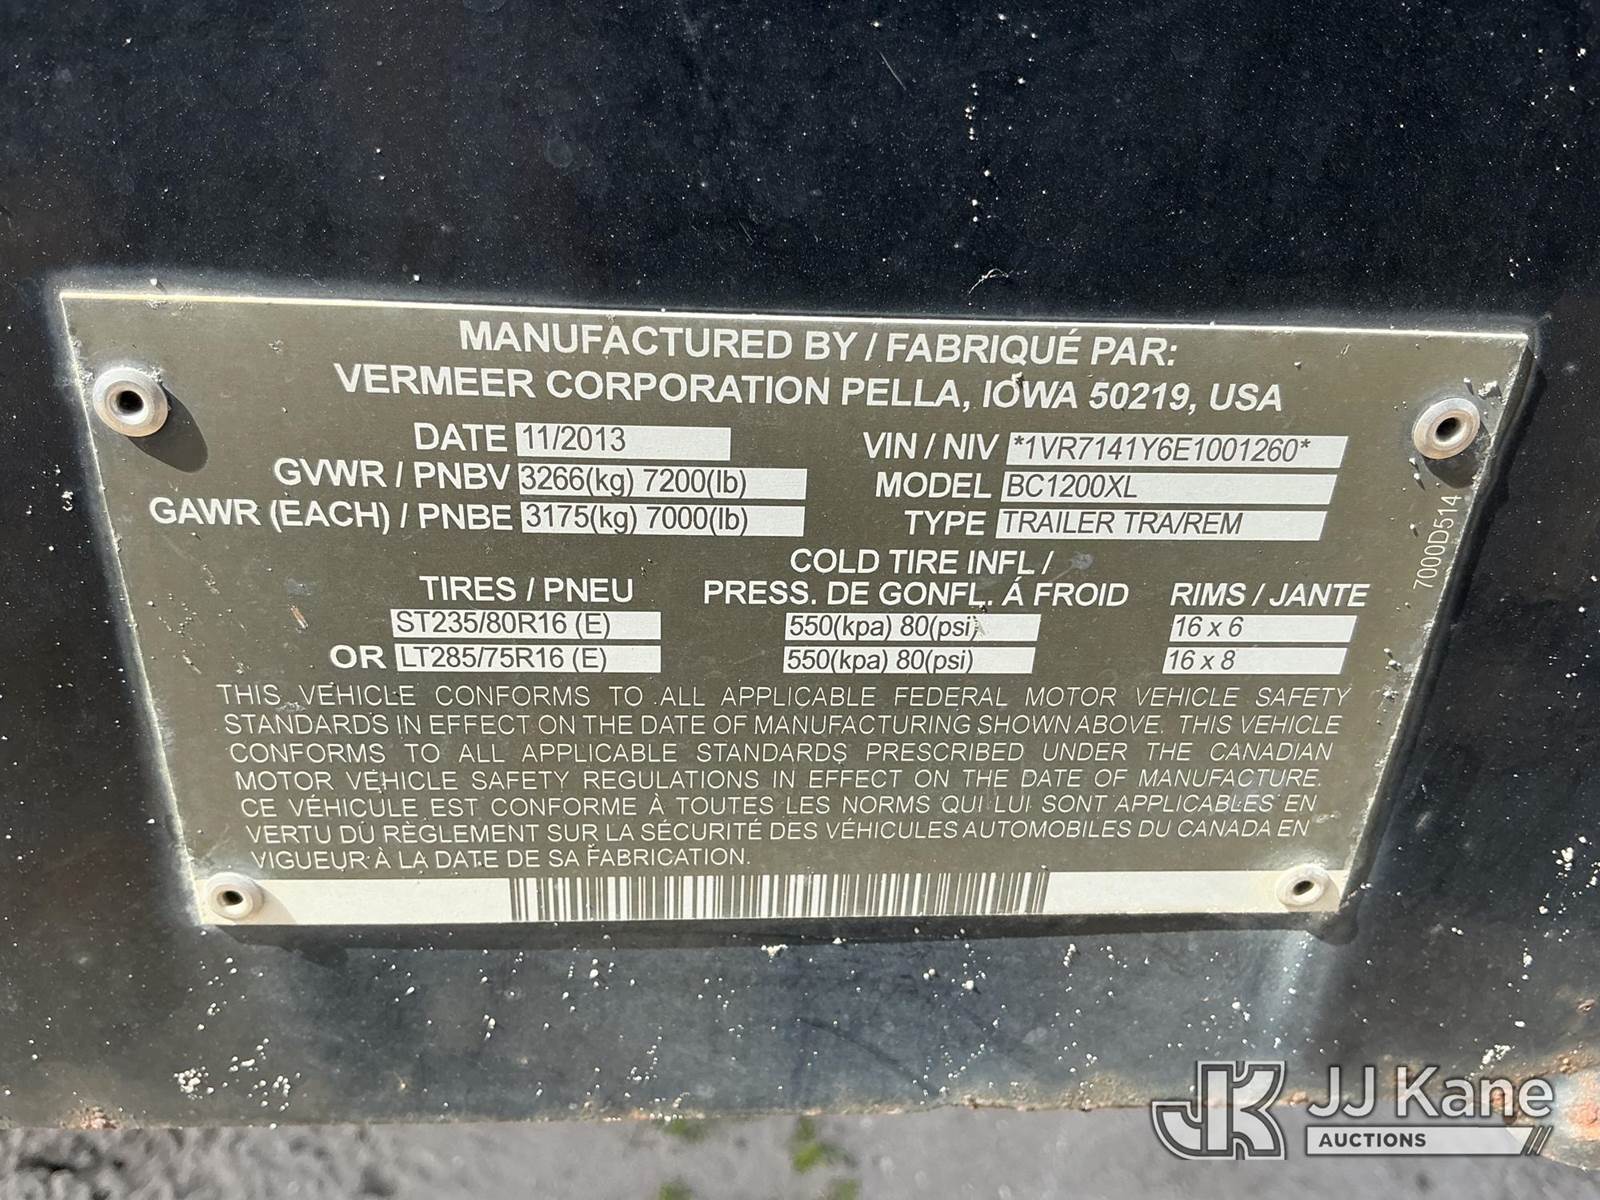 MANUFACTURED BY / FABRIQUÉ PAR:
VERMEER CORPORATION PELLA, IOWA 50219, USA
DATE 11/2013
VIN / NIV *1VR7141Y6E1001260*
GVWR / PNBV 3266(kg) 7200(lb)
MODEL BC1200XL
GAWR (EACH) / PNBE 3175(kg) 7000(lb)
TYPE TRAILER TRA/REM
7000D514
TIRES / PNEU
COLD TIRE INFL /
PRESS. DE GONFL. Á FROID
RIMS / JANTE
ST235/80R16 (E) 550(kpa) 80(psi) 16 x 6
OR LT285/75R16 (E) 550(kpa) 80(psi) 16 x 8
THIS VEHICLE CONFORMS TO ALL APPLICABLE FEDERAL MOTOR VEHICLE SAFETY
STANDARDS IN EFFECT ON THE DATE OF MANUFACTURING SHOWN ABOVE. THIS VEHICLE
CONFORMS TO ALL APPLICABLE STANDARDS PRESCRIBED UNDER THE CANADIAN
MOTOR VEHICLE SAFETY REGULATIONS IN EFFECT ON THE DATE OF MANUFACTURE.
CE VÉHICULE EST CONFORME À TOUTES LES NORMS QUI LUI SONT APPLICABLES EN
VERTU DU RÈGLEMENT SUR LA SÉCURITÉ DES VÉHICULES AUTOMOBILES DU CANADA EN
VIGUEUR À LA DATE DE SA FABRICATION.
JK JJ Kane
AUCTIONS